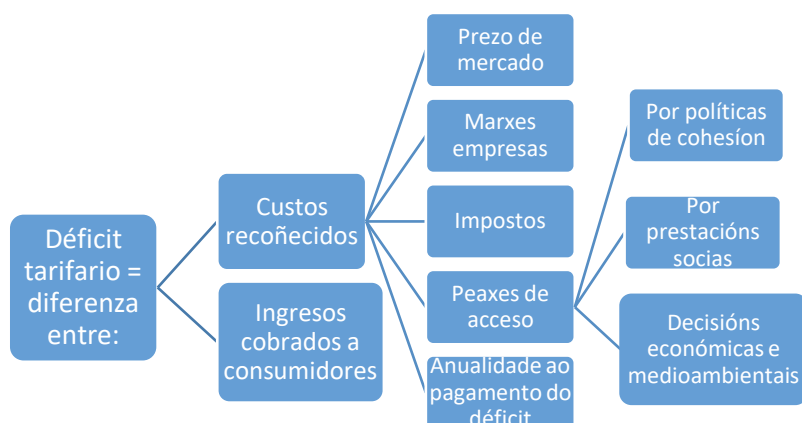 Déficit
tarifario =
diferenza
entre:
Custos
recoñecidos
Ingresos
cobrados a
consumidores
Prezo de
mercado
Marxes
empresas
Impostos
Peaxes de
acceso
Anualidade ao
pagamento do
déficit
Por políticas
de cohesíon
Por
prestacións
socias
Decisións
económicas e
medioambientais